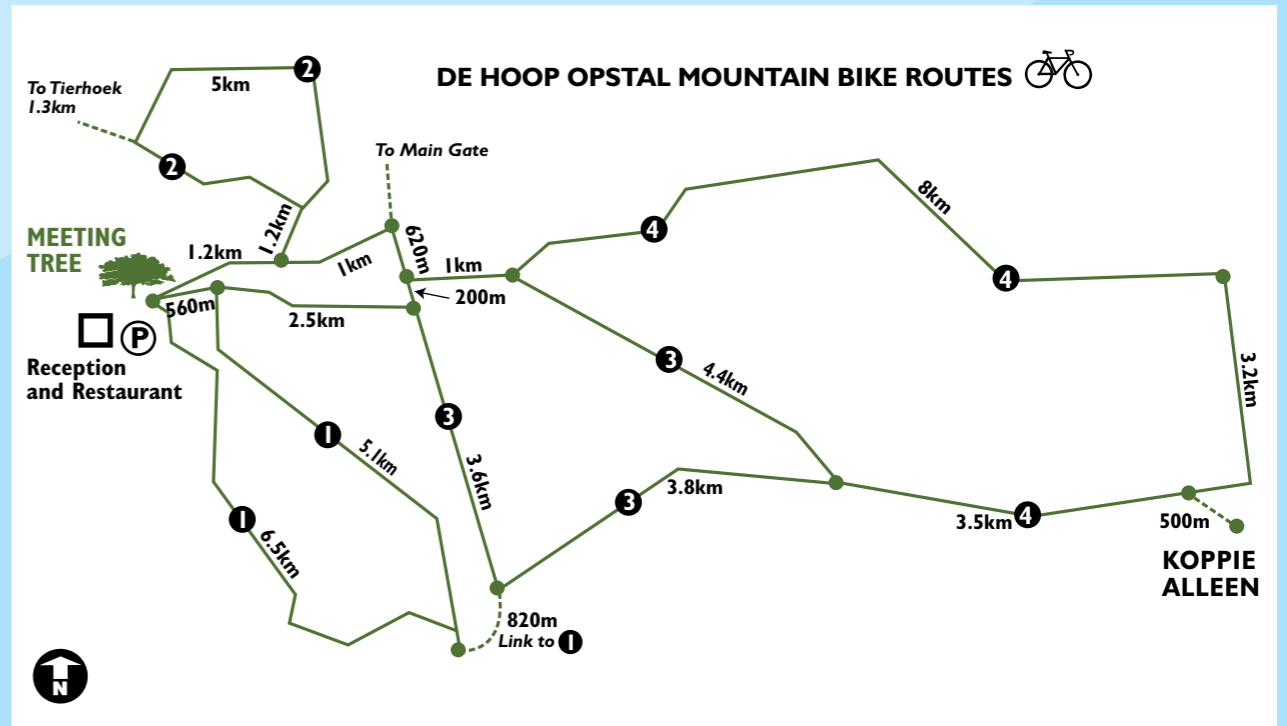 DE HOOP OPSTAL MOUNTAIN BIKE ROUTES
2
5km
To Tierhoek
1.3km
2
To Main Gate
MEETING
TREE
1.2km
1.2km
1km
620m
1km
200m
4
8km
4
3.2km
560m
2.5km
P
Reception
and Restaurant
3
4.4km
3
3.6km
1
5.1km
3
3.8km
3.5km
4
500m
KOPPIE
ALLEEN
1
6.5km
820m
Link to 1
N